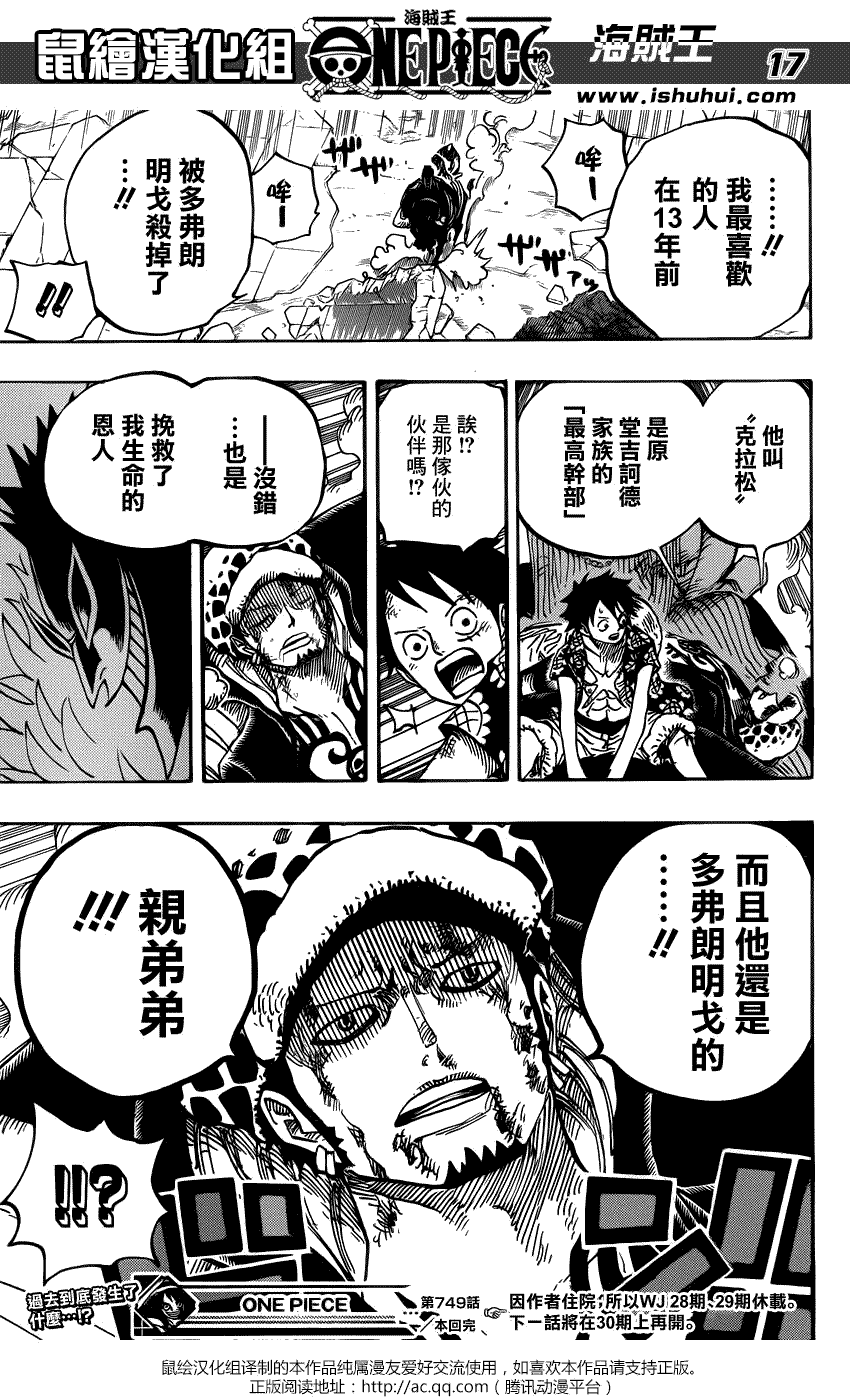 鼠繪漢化組
海賊王
ONE PIECE
海賊王
17
www.ishuhui.com
……!!
我最喜歡
的人
在13年前
哞—
哞—
被多弗朗
明戈殺掉了
…!!
!!
他叫
〝克拉松〞
是原
堂吉訶德
家族的
「最高幹部」
誒!?
是那傢伙的
伙伴嗎!?
——沒錯
…也是
挽救了
我生命的
恩人
而且他還是
多弗朗明戈的
……!!
親弟弟
!!!
!!?
過去到底發生了
什麼…!?
ONE PIECE
第749話
本回完
因作者住院,所以WJ 28期、29期休載。
下一話將在30期上再開。
鼠绘汉化组译制的本作品纯属漫友爱好交流使用，如喜欢本作品请支持正版。
正版阅读地址：http://ac.qq.com（腾讯动漫平台）